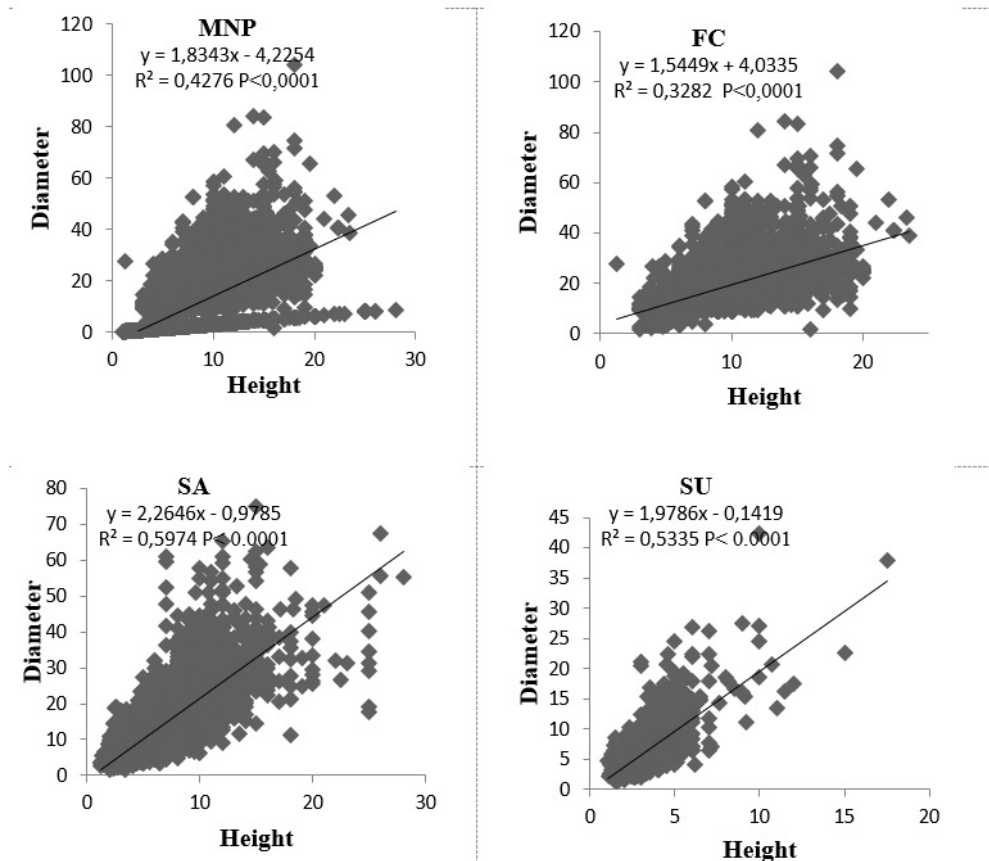 MNP
y = 1,8343x - 4,2254
R² = 0,4276 P<0,0001
120
100
80
60
40
20
0
0 10 20 30
Diameter
Height
FC
y = 1,5449x + 4,0335
R² = 0,3282 P<0,0001
120
100
80
60
40
20
0
0 10 20
Diameter
Height
SA
y = 2,2646x - 0,9785
R² = 0,5974 P< 0.0001
80
70
60
50
40
30
20
10
0
0 10 20 30
Diameter
Height
SU
y = 1,9786x - 0,1419
R² = 0,5335 P< 0.0001
45
40
35
30
25
20
15
10
5
0
0 5 10 15 20
Diameter
Height